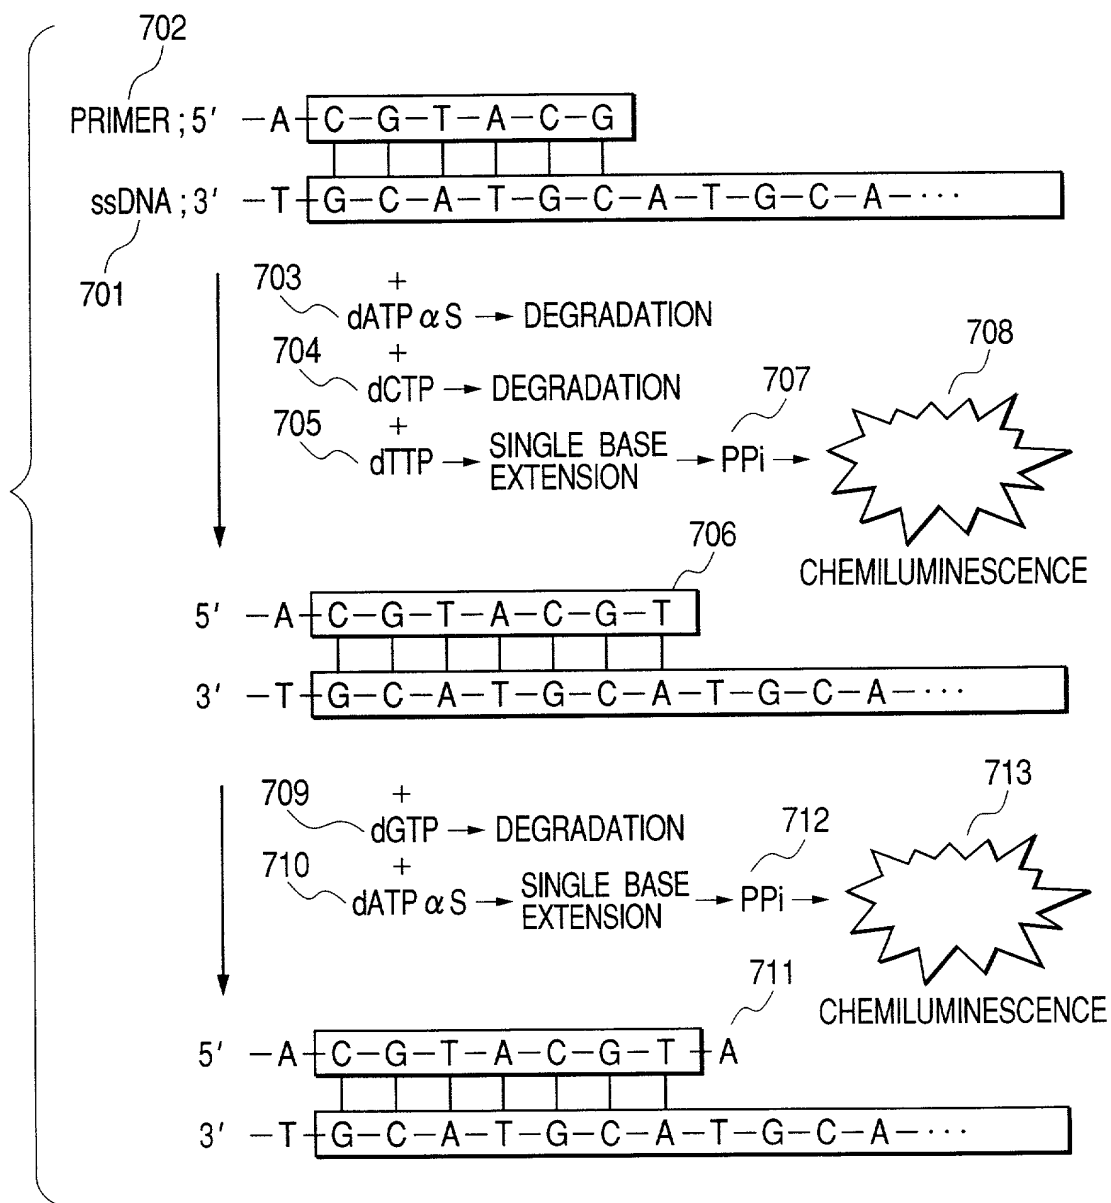 702
PRIMER ; 5′ —A—C—G—T—A—C—G
ssDNA ; 3′ —T—G—C—A—T—G—C—A—T—G—C—A—···
701
703 +
dATP α S → DEGRADATION
704 +
dCTP → DEGRADATION
705 +
dTTP → SINGLE BASE EXTENSION → PPi →
707
708
CHEMILUMINESCENCE
706
5′ —A—C—G—T—A—C—G—T
3′ —T—G—C—A—T—G—C—A—T—G—C—A—···
709 +
dGTP → DEGRADATION
710 +
dATP α S → SINGLE BASE EXTENSION → PPi →
712
713
CHEMILUMINESCENCE
711
5′ —A—C—G—T—A—C—G—T—A
3′ —T—G—C—A—T—G—C—A—T—G—C—A—···